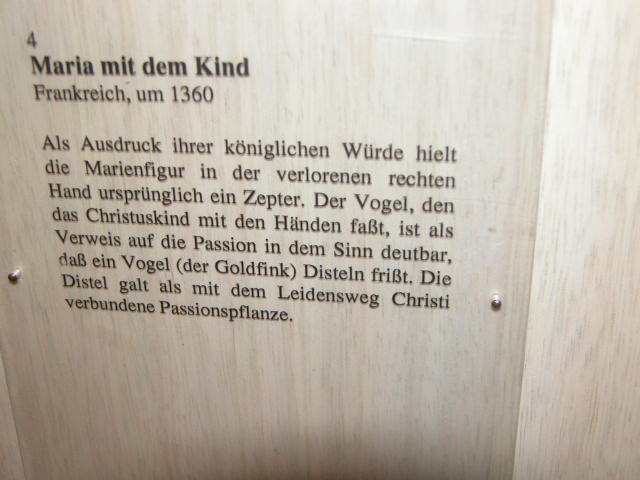 4
Maria mit dem Kind
Frankreich, um 1360
Als Ausdruck ihrer königlichen Würde hielt
die Marienfigur in der verlorenen rechten
Hand ursprünglich ein Zepter. Der Vogel, den
das Christuskind mit den Händen faßt, ist als
Verweis auf die Passion in dem Sinn deutbar,
daß ein Vogel (der Goldfink) Disteln frißt. Die
Distel galt als mit dem Leidensweg Christi
verbundene Passionspflanze.